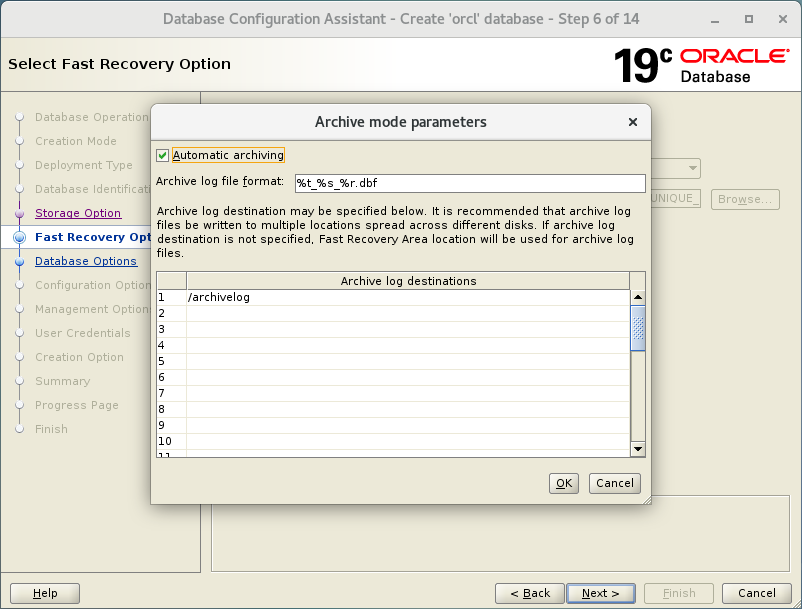 Database Configuration Assistant - Create 'orcl' database - Step 6 of 14
Select Fast Recovery Option
19c ORACLE
Database
Database Operation
Creation Mode
Deployment Type
Database Identificati
Storage Option
Fast Recovery Opt
Database Options
Configuration Option
Management Options
User Credentials
Creation Option
Summary
Progress Page
Finish
UNIQUE_
Browse...
Archive mode parameters
Automatic archiving
Archive log file format: %t_%s_%r.dbf
Archive log destination may be specified below. It is recommended that archive log
files be written to multiple locations spread across different disks. If archive log
destination is not specified, Fast Recovery Area location will be used for archive log
files.
Archive log destinations
1 /archivelog
2
3
4
5
6
7
8
9
10
11
OK Cancel
Help < Back Next > Finish Cancel